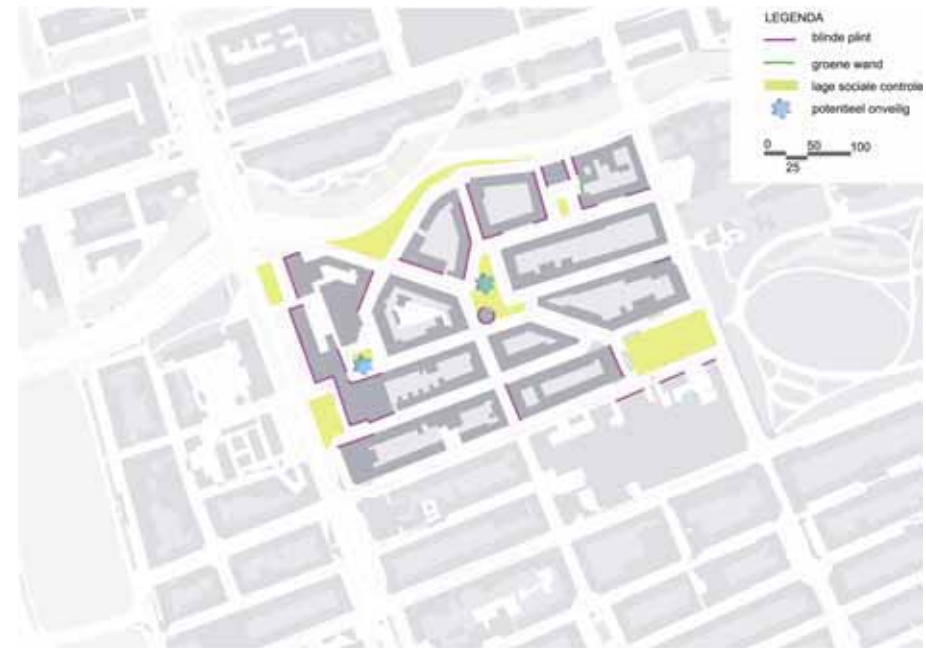 LEGENDA
blinde plint
groene wand
lage sociale controle
potentieel onveilig
0 50 100
25